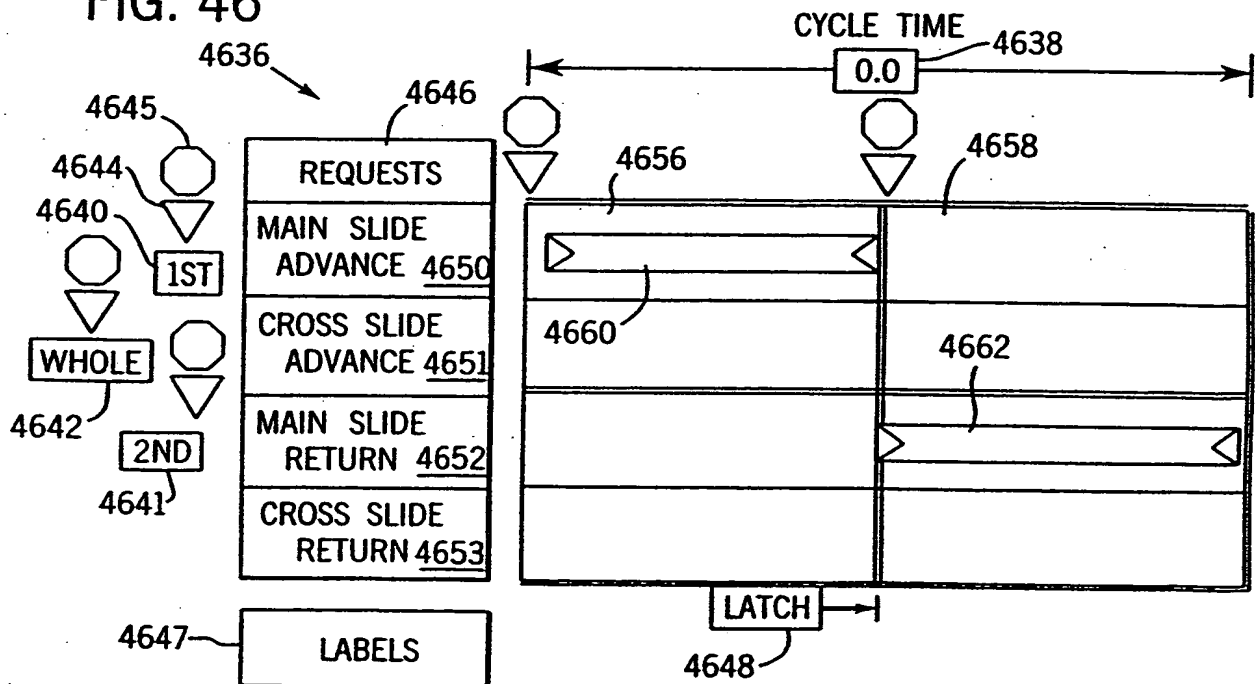 FIG. 46
CYCLE TIME
4638
0.0
4636
4646
4645
4644
4640
1ST
REQUESTS
4656
4658
MAIN SLIDE
ADVANCE 4650
4660
CROSS SLIDE
ADVANCE 4651
4662
WHOLE
4642
2ND
4641
MAIN SLIDE
RETURN 4652
CROSS SLIDE
RETURN 4653
LATCH
4648
4647
LABELS